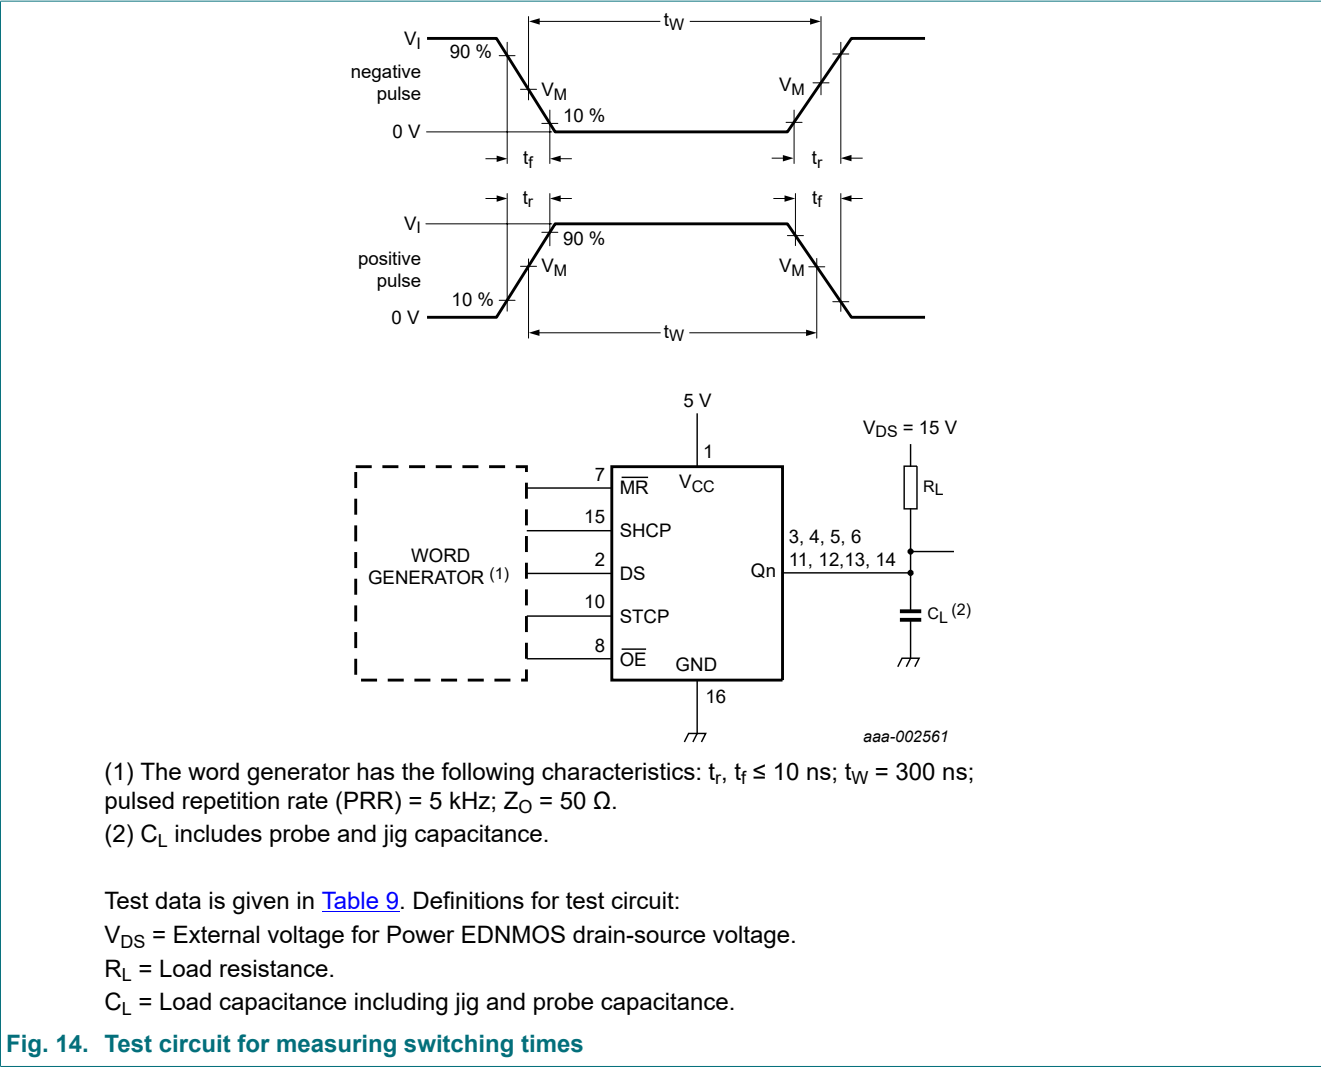 tW
VI
90 %
negative
pulse
VM
VM
10 %
0 V
tf
tr
tr
tf
VI
90 %
positive
pulse
VM
VM
10 %
0 V
tW
5 V
VDS = 15 V
1
7
MR
VCC
RL
15
SHCP
3, 4, 5, 6
WORD
GENERATOR (1)
2
DS
Qn
11, 12,13, 14
10
STCP
CL (2)
8
OE
GND
16
aaa-002561
(1) The word generator has the following characteristics: tr, tf ≤ 10 ns; tW = 300 ns;
pulsed repetition rate (PRR) = 5 kHz; ZO = 50 Ω.
(2) CL includes probe and jig capacitance.
Test data is given in Table 9. Definitions for test circuit:
VDS = External voltage for Power EDNMOS drain-source voltage.
RL = Load resistance.
CL = Load capacitance including jig and probe capacitance.
Fig. 14. Test circuit for measuring switching times